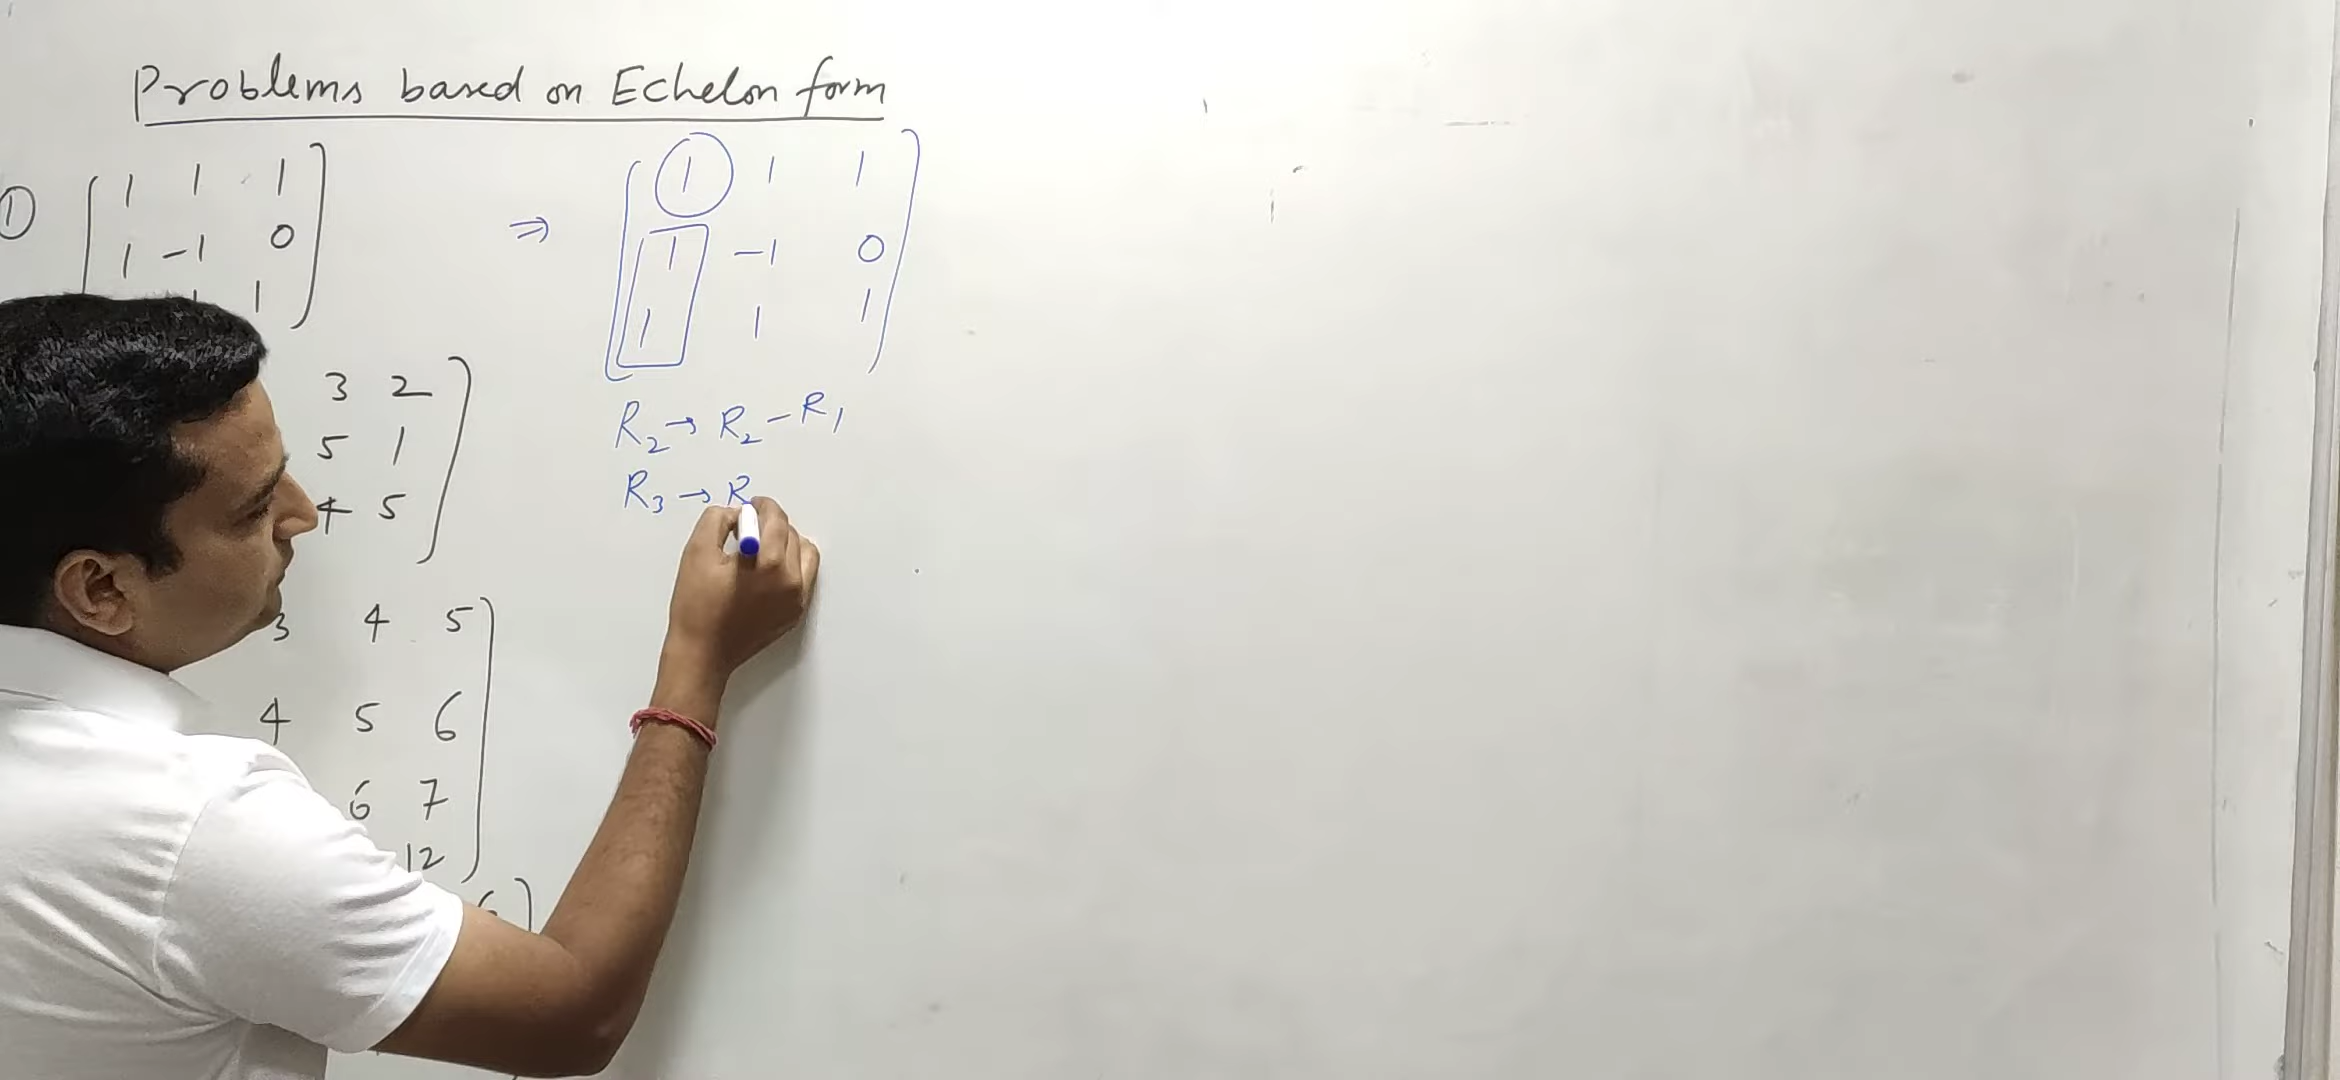 Problems based on Echelon form
① 1 1 1
1 -1 0
1
3 2
5 1
4 5
3 4 5
4 5 6
6 7
12
⇒ 1 1 1
1 -1 0
1 1 1
R₂ → R₂ - R₁
R₃ → R